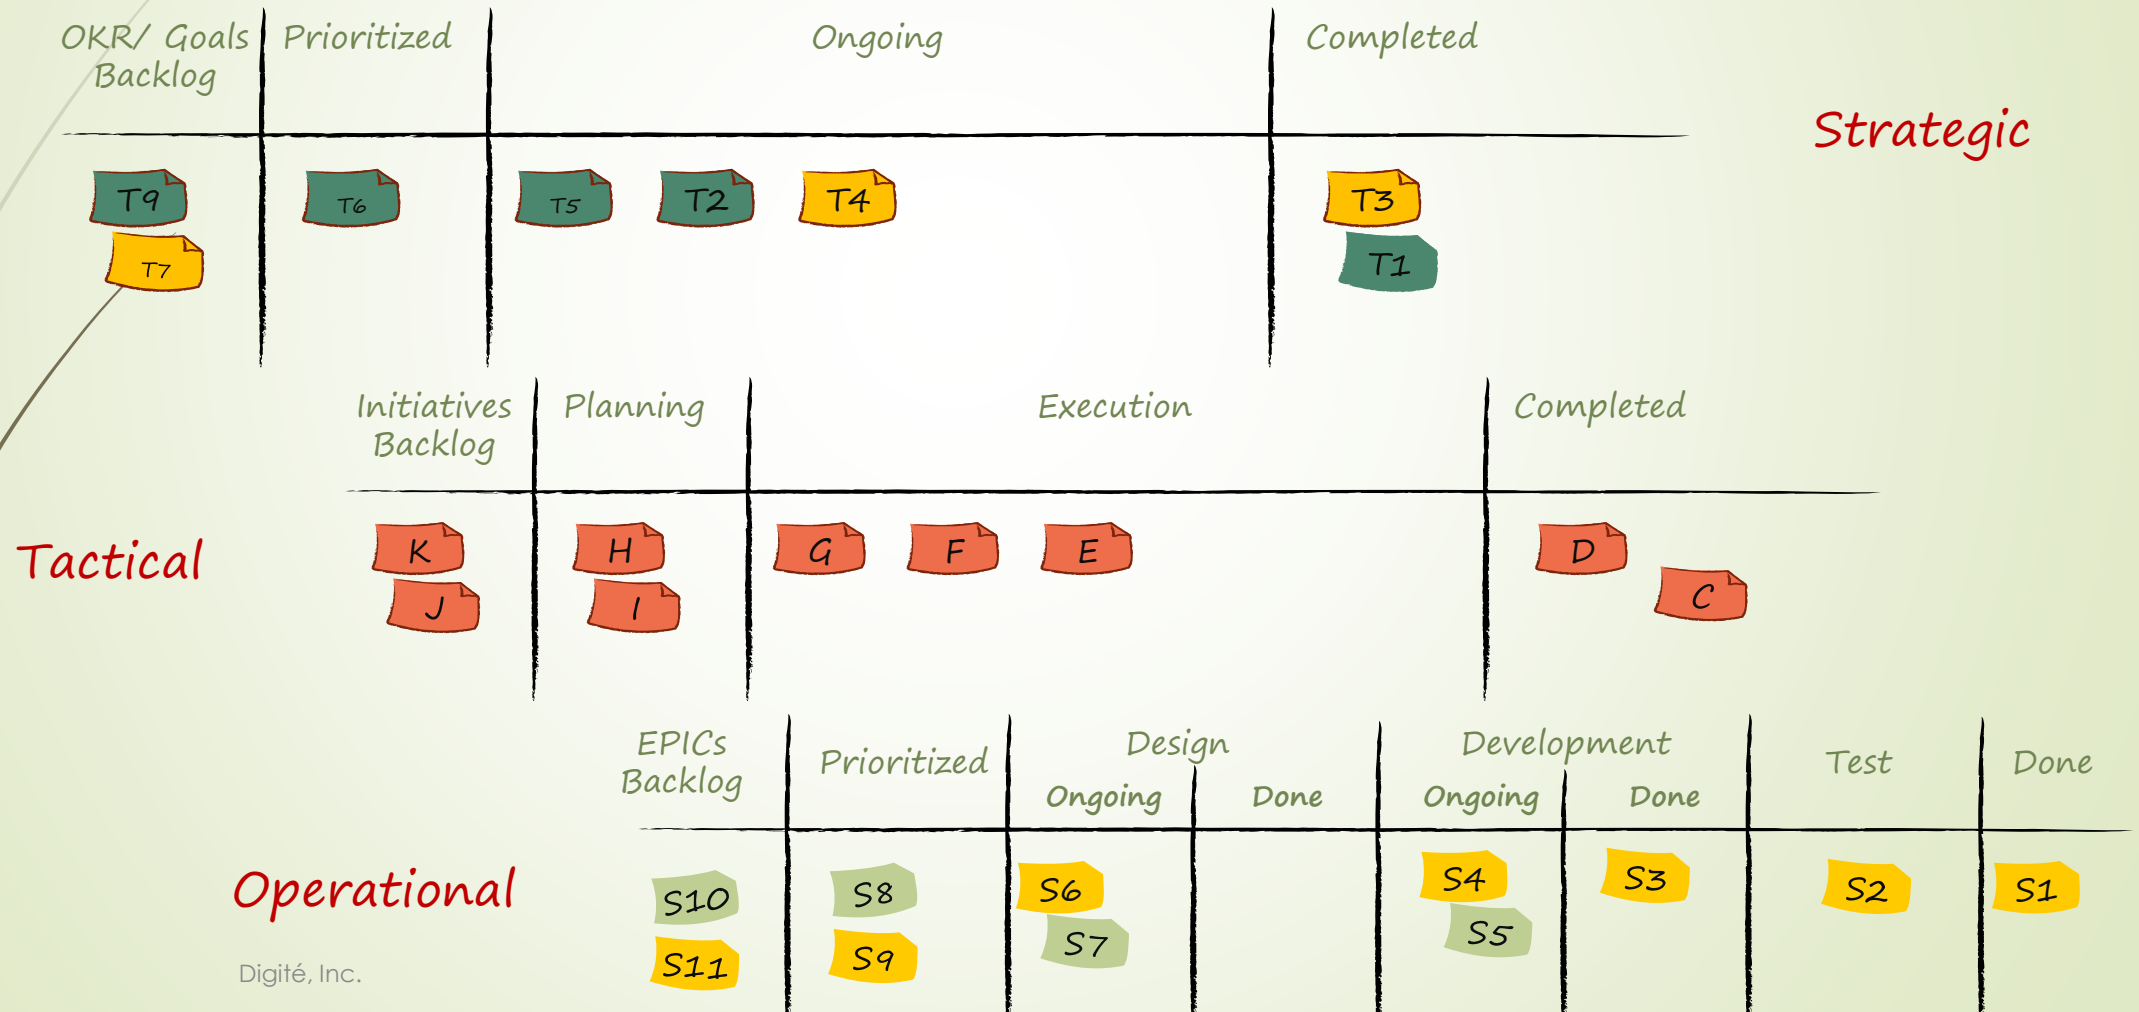 OKR/ Goals
Backlog
Prioritized
Ongoing
Completed
Strategic
T9
T7
T6
T5
T2
T4
T3
T1
Initiatives
Backlog
Planning
Execution
Completed
Tactical
K
J
H
I
G
F
E
D
C
EPICs
Backlog
Prioritized
Design
Ongoing
Done
Development
Ongoing
Done
Test
Done
Operational
S10
S11
S8
S9
S6
S7
S4
S5
S3
S2
S1
Digité, Inc.